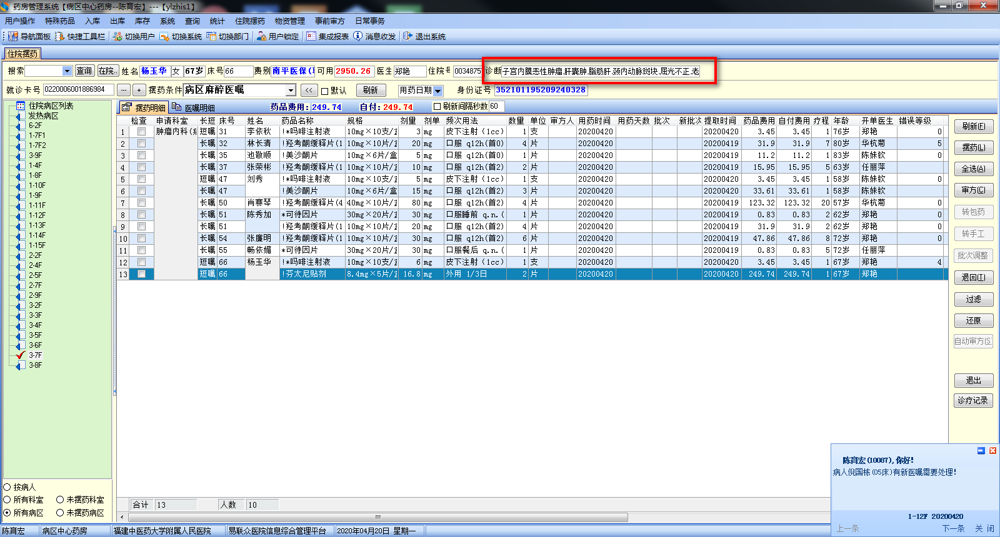 药房管理系统【病区中心药房--陈育宏】---【ylzhis1】
用户操作 特殊药品 入库 出库 库存 系统 查询 统计 住院摆药 物资管理 事前审方 日常事务
导航面板 快捷工具栏 切换用户 切换系统 切换部门 用户锁定 集成报表 消息收发 退出系统
住院摆药
搜索 查询 在院.. 姓名 杨玉华 女 67岁 床号 66 费别 南平医保( 可用 2950.26 医生 郑艳 住院号 0034875 诊断 子宫内膜恶性肿瘤.肝囊肿.脂肪肝.颈内动脉斑块.屈光不正.老
就诊卡号 0220006001886984 ... + 摆药条件 病区麻醉医嘱 << 默认 刷新 用药日期 身份证号 352101195209240328
摆药明细 医嘱明细 药品费用: 249.74 自付: 249.74 刷新间隔秒数 60
住院病区列表
发热病区
6-2F
1-7F1
1-7F2
3-9F
1-4F
1-8F
1-10F
1-9F
1-11F
1-12F
1-13F
1-14F
1-15F
2-2F
2-4F
2-5F
2-7F
2-9F
3-2F
3-3F
3-4F
3-5F
3-6F
3-7F
3-8F
按病人
所有科室 未摆药科室
所有病区 未摆药病区
检查 申请科室 长短 床号 姓名 药品名称 规格 剂量 剂单 频次用法 数量 单位 审方人 用药时间 用药天数 批次 新批次 提取时间 药品费用 自付费用 疗程 年龄 开单医生 错误等级
1 肿瘤内科( 短嘱 31 李依秋 !*吗啡注射液 10mg×10支/ 3 mg 皮下注射 (1cc) 1 支 20200420 20200420 3.45 3.45 1 76岁 郑艳 0
2 长嘱 32 林长清 !羟考酮缓释片(1 10mg×10片/ 20 mg 口服 q12h(首0) 4 片 20200420 20200419 31.9 31.9 7 80岁 华杭菊 5
3 长嘱 35 池敬顺 !美沙酮片 10mg×6片/盒 5 mg 口服 q12h(首0) 1 片 20200420 20200419 11.2 11.2 1 83岁 陈妹钦 0
4 长嘱 37 张荣彬 !羟考酮缓释片(1 10mg×10片/ 10 mg 口服 q12h(首2) 2 片 20200420 20200419 15.95 15.95 5 63岁 任丽萍
5 短嘱 47 刘秀 !*吗啡注射液 10mg×10支/ 5 mg 皮下注射 (1cc) 1 支 20200420 20200419 3.45 3.45 1 58岁 陈妹钦 0
6 长嘱 47 !美沙酮片 10mg×6片/ 15 mg 口服 q12h(首2) 3 片 20200420 20200419 33.61 33.61 1 58岁 陈妹钦 0
7 长嘱 50 肖赛琴 !羟考酮缓释片(4 40mg×10片/ 80 mg 口服 q12h(首2) 4 片 20200420 20200419 123.32 123.32 20 57岁 华杭菊 0
8 长嘱 51 陈秀加 *可待因片 30mg×20片/ 30 mg 口服睡前 q.n.( 1 片 20200420 20200419 0.83 0.83 2 62岁 郑艳 0
9 长嘱 51 !羟考酮缓释片(1 10mg×10片/ 20 mg 口服 q12h(首2) 4 片 20200420 20200419 31.9 31.9 2 62岁 郑艳 0
10 长嘱 54 张廉明 !羟考酮缓释片(1 10mg×10片/ 30 mg 口服 q12h(首2) 6 片 20200420 20200419 47.86 47.86 8 72岁 郑艳 0
11 长嘱 55 畅依媚 *可待因片 30mg×20片/ 30 mg 口服餐后 q.n.( 1 片 20200420 20200419 0.83 0.83 5 72岁 任丽萍
12 短嘱 66 杨玉华 !*吗啡注射液 10mg×10支/ 6 mg 皮下注射 (1cc) 1 支 20200420 20200419 3.45 3.45 1 67岁 郑艳 4
13 短嘱 66 !芬太尼贴剂 8.4mg×5片/ 16.8 mg 外用 1/3日 2 片 20200420 20200419 249.74 249.74 1 67岁 郑艳
合计 13 人数 10
刷新(F)
摆药(L)
全选(A)
审方(C)
转包药
转手工
批次调整
退回(T)
过滤
还原
自动审方(S
退出
诊疗记录
陈育宏(10087),你好!
病人倪国栋(05床)有新医嘱需要处理!
1-12F 20200420
上一条 下一条 关 闭
陈育宏 病区中心药房 福建中医药大学附属人民医院 易联众医院信息综合管理平台 2020年04月20日 星期一